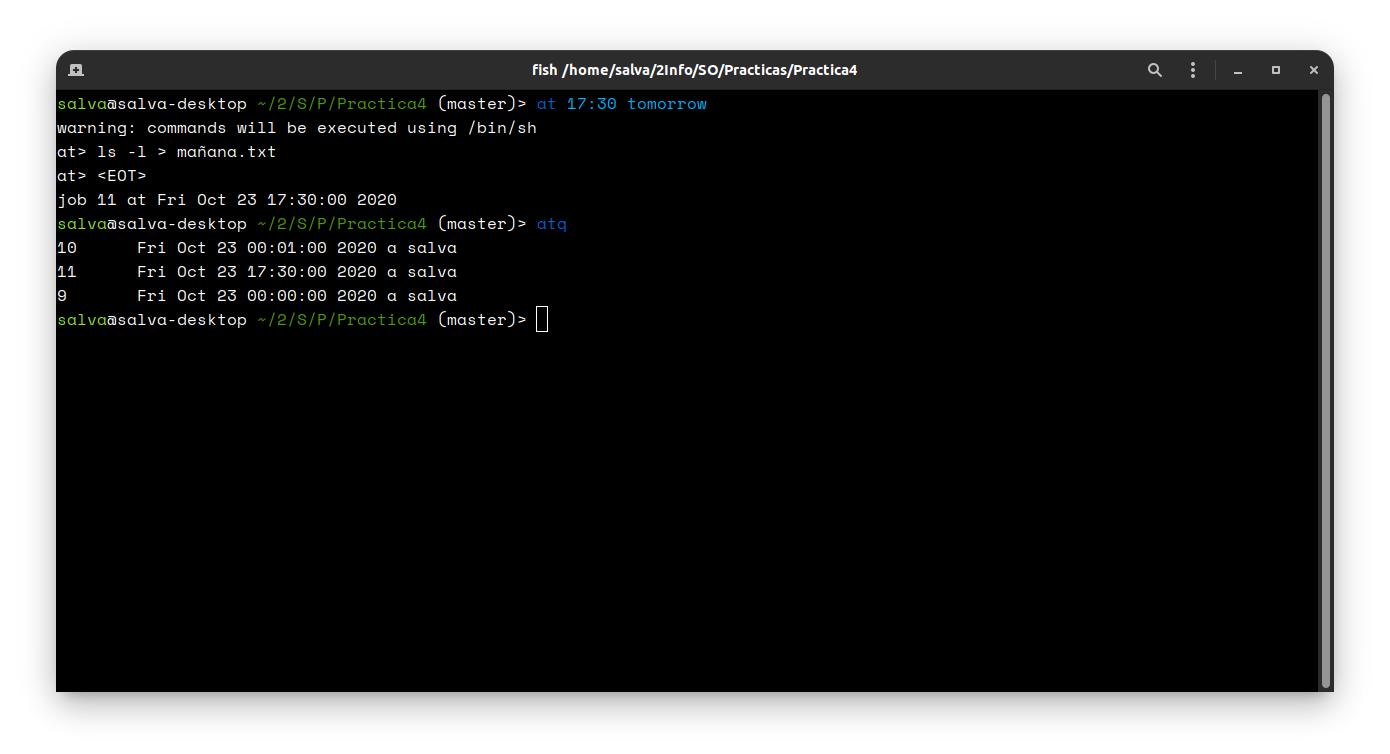 fish /home/salva/2Info/SO/Practicas/Practica4
salva@salva-desktop ~/2/S/P/Practica4 (master)> at 17:30 tomorrow
warning: commands will be executed using /bin/sh
at> ls -l > mañana.txt
at> <EOT>
job 11 at Fri Oct 23 17:30:00 2020
salva@salva-desktop ~/2/S/P/Practica4 (master)> atq
10      Fri Oct 23 00:01:00 2020 a salva
11      Fri Oct 23 17:30:00 2020 a salva
9       Fri Oct 23 00:00:00 2020 a salva
salva@salva-desktop ~/2/S/P/Practica4 (master)>